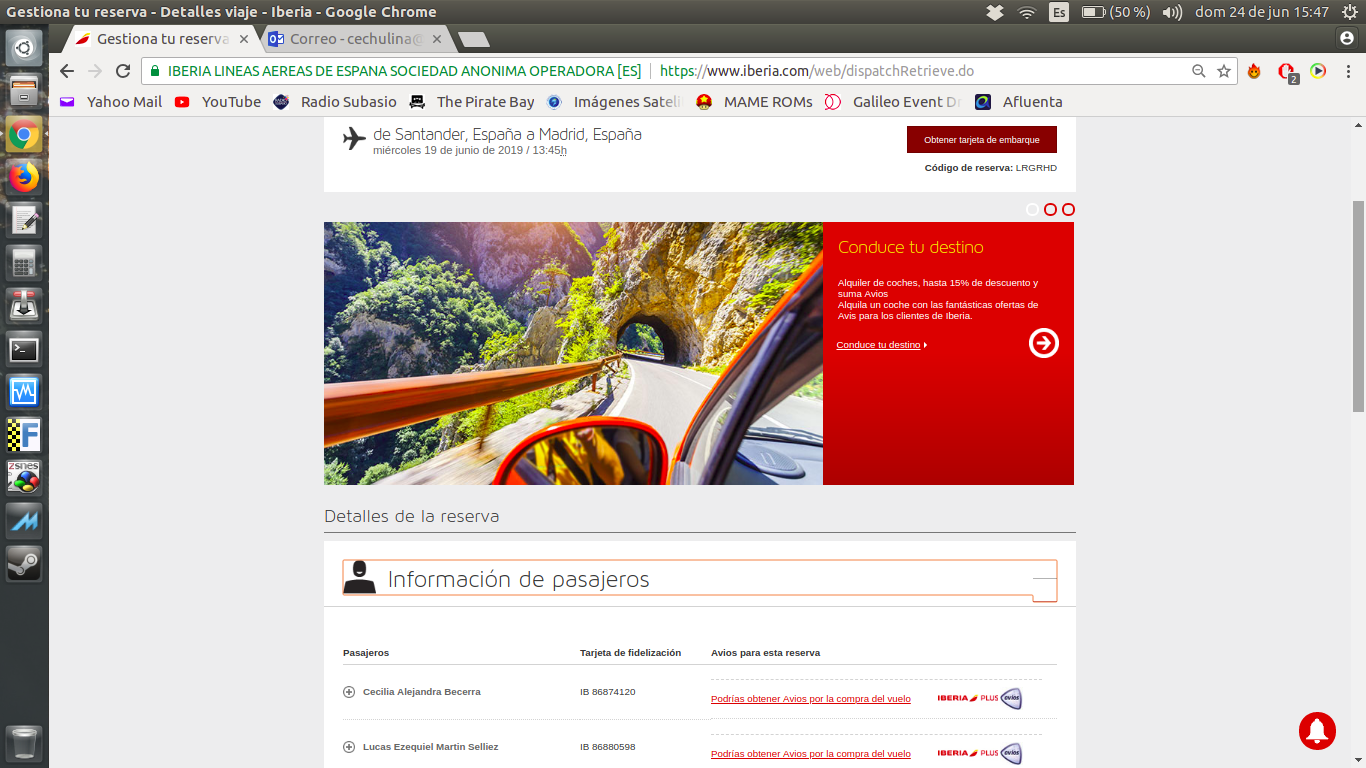 Gestiona tu reserva - Detalles viaje - Iberia - Google Chrome
Es
(50 %)
dom 24 de jun 15:47
Gestiona tu reserva
Correo - cechulina@
IBERIA LINEAS AEREAS DE ESPANA SOCIEDAD ANONIMA OPERADORA [ES]
https://www.iberia.com/web/dispatchRetrieve.do
2
Yahoo Mail
YouTube
Radio Subasio
The Pirate Bay
Imágenes Sateli
MAME ROMs
Galileo Event Dr
Afluenta
de Santander, España a Madrid, España
miércoles 19 de junio de 2019 / 13:45h
Obtener tarjeta de embarque
Código de reserva: LRGRHD
Conduce tu destino
Alquiler de coches, hasta 15% de descuento y
suma Avios
Alquila un coche con las fantásticas ofertas de
Avis para los clientes de Iberia.
Conduce tu destino
F
zsnes
Detalles de la reserva
Información de pasajeros
Pasajeros
Tarjeta de fidelización
Avios para esta reserva
Cecilia Alejandra Becerra
IB 86874120
Podrías obtener Avios por la compra del vuelo
IBERIA PLUS Avios
Lucas Ezequiel Martin Selliez
IB 86880598
Podrías obtener Avios por la compra del vuelo
IBERIA PLUS Avios